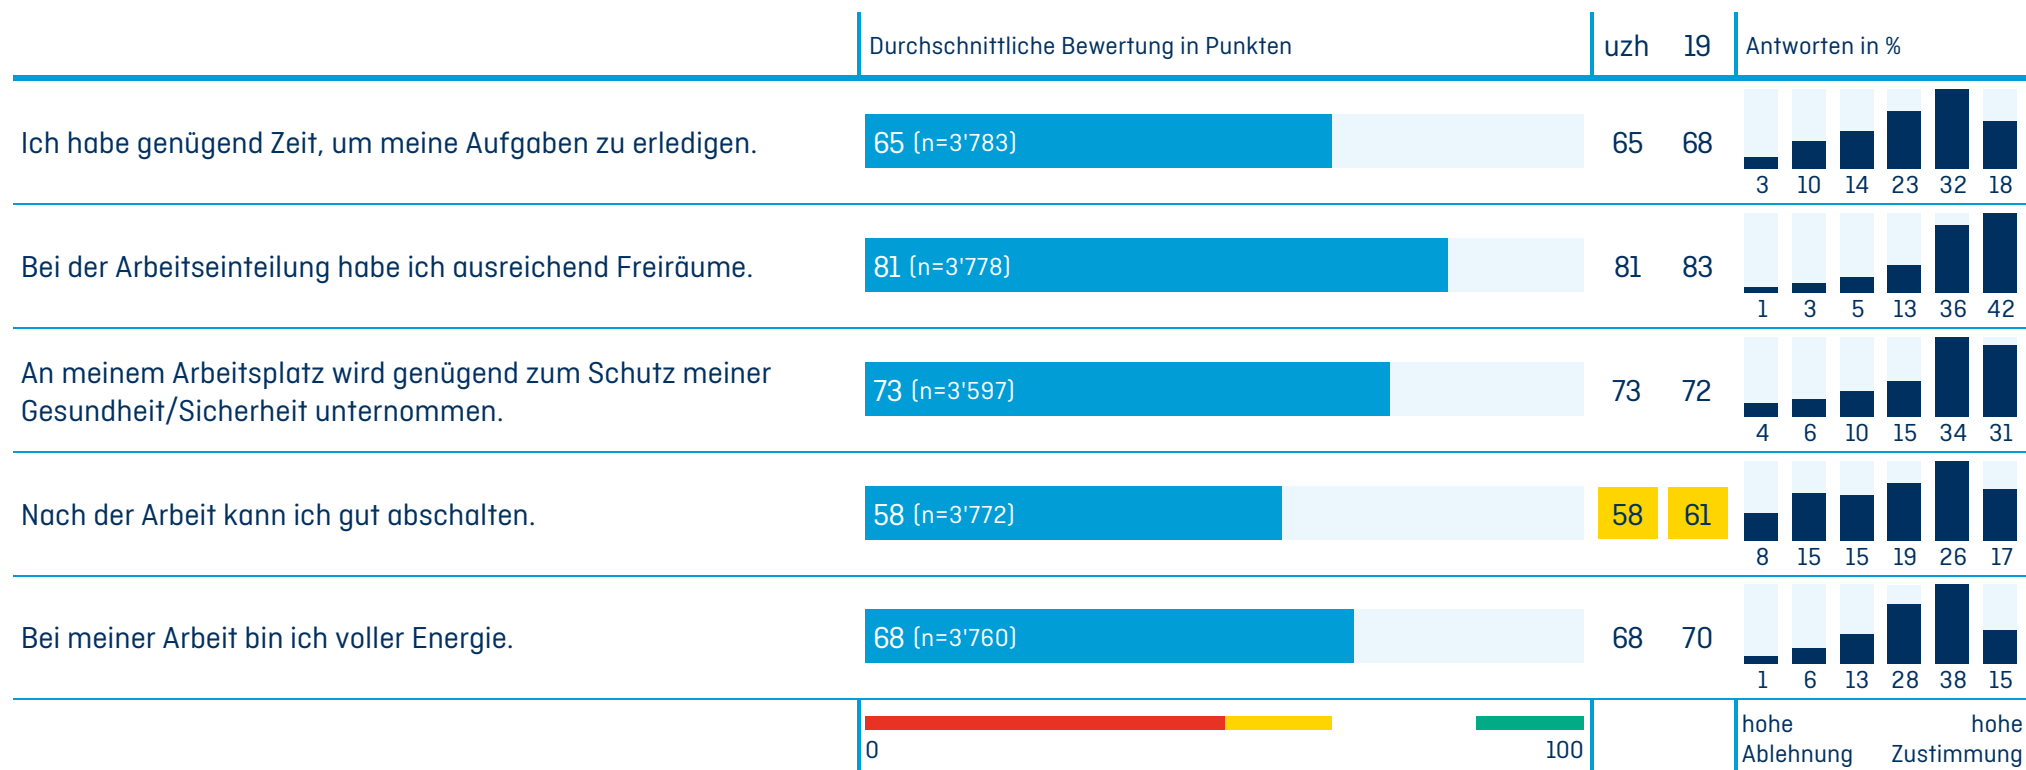 Durchschnittliche Bewertung in Punkten uzh 19 Antworten in %
Ich habe genügend Zeit, um meine Aufgaben zu erledigen. 65 (n=3'783) 65 68
3 10 14 23 32 18
Bei der Arbeitseinteilung habe ich ausreichend Freiräume. 81 (n=3'778) 81 83
1 3 5 13 36 42
An meinem Arbeitsplatz wird genügend zum Schutz meiner
Gesundheit/Sicherheit unternommen.
73 (n=3'597) 73 72
4 6 10 15 34 31
Nach der Arbeit kann ich gut abschalten. 58 (n=3'772) 58 61
8 15 15 19 26 17
Bei meiner Arbeit bin ich voller Energie. 68 (n=3'760) 68 70
1 6 13 28 38 15
0 100
hohe
Ablehnung
hohe
Zustimmung